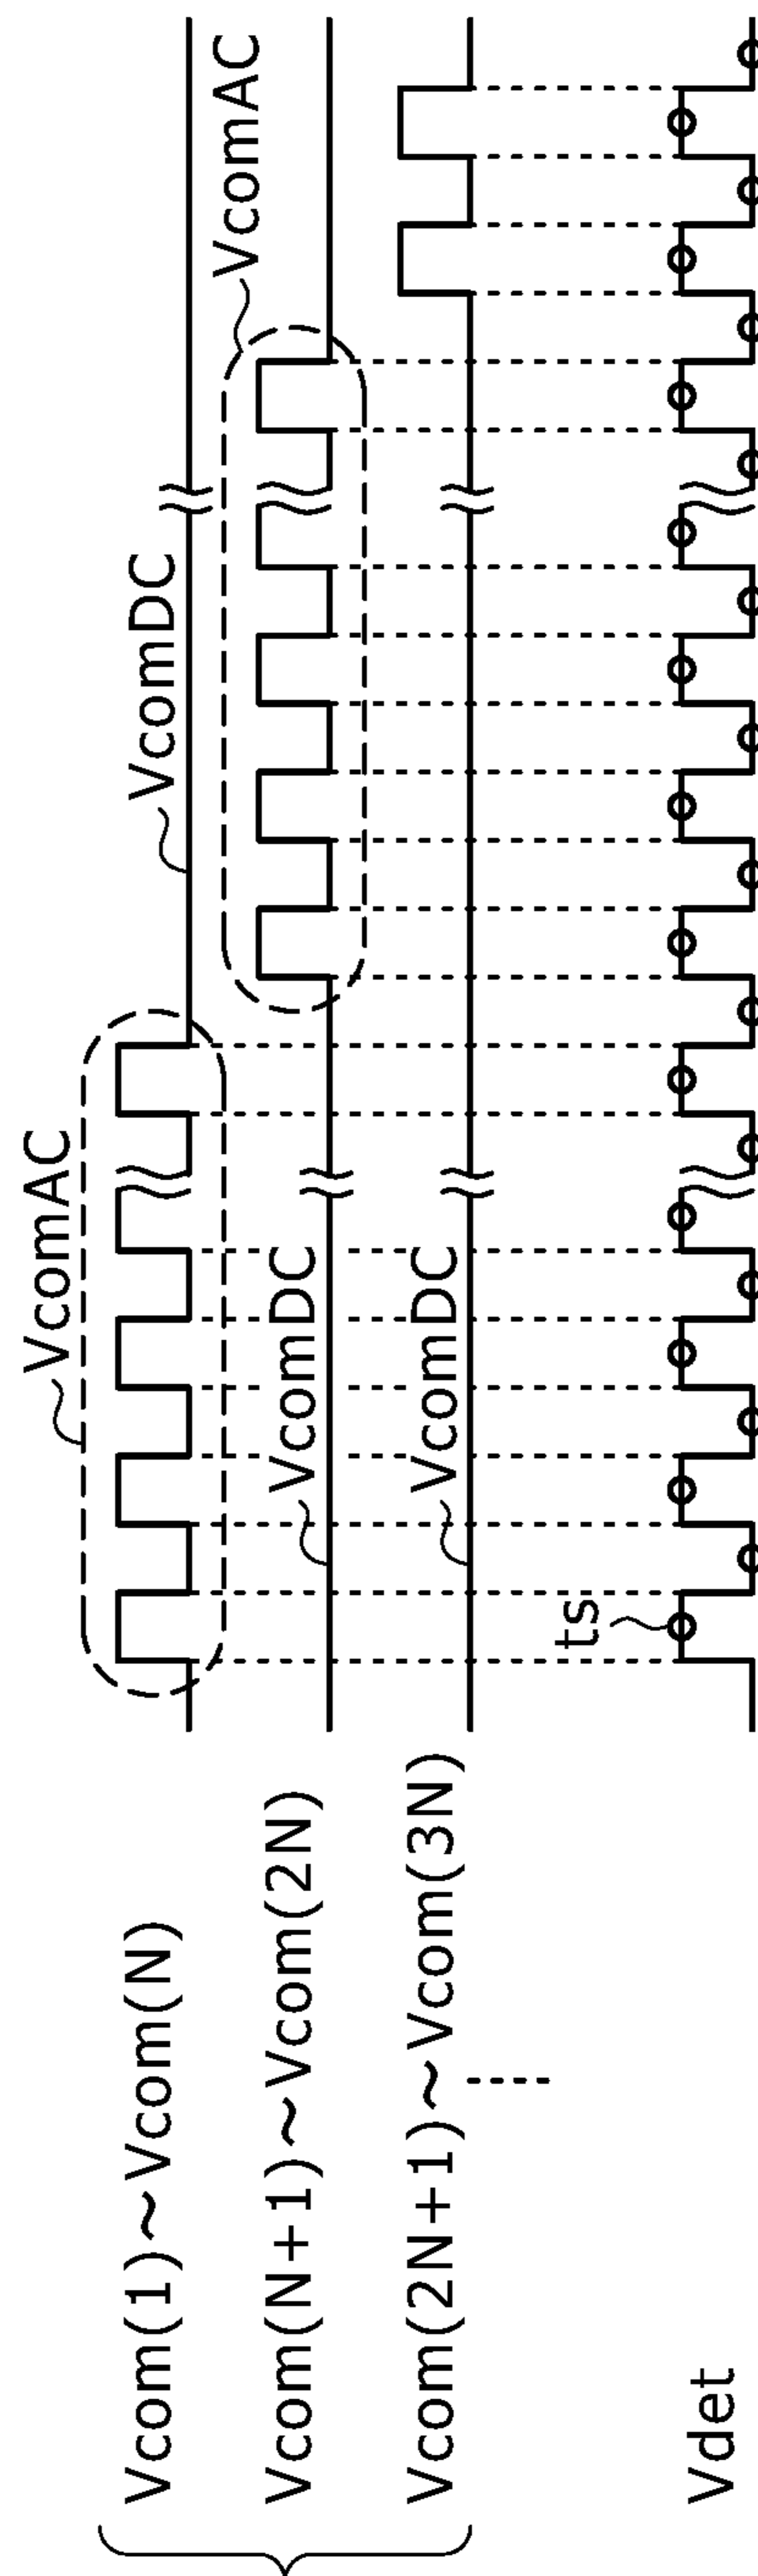 VcomAC
Vcom(1)~Vcom(N)
VcomDC
VcomAC
Vcom(N+1)~Vcom(2N)
VcomDC
Vcom(2N+1)~Vcom(3N)
VcomDC
ts
Vdet